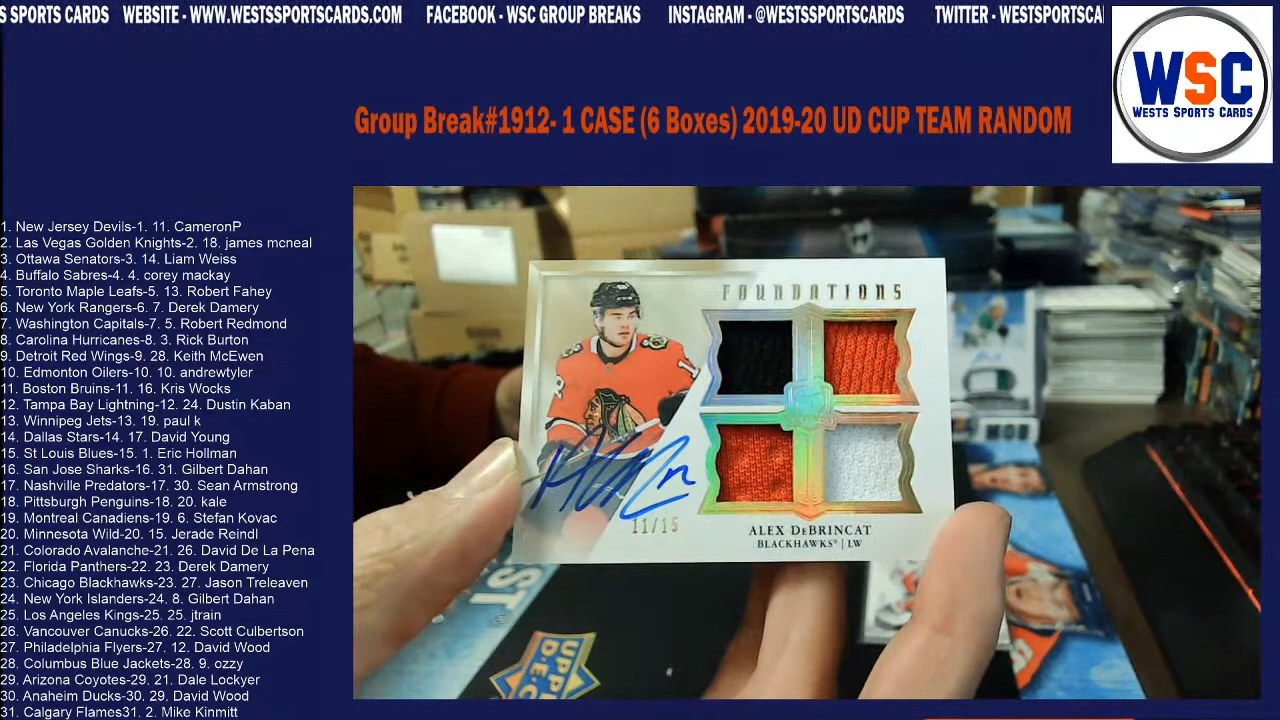 S SPORTS CARDS WEBSITE - WWW.WESTSSPORTSCARDS.COM FACEBOOK - WSC GROUP BREAKS INSTAGRAM - @WESTSSPORTSCARDS TWITTER - WESTSPORTSCA
WSC
WESTS SPORTS CARDS
Group Break#1912- 1 CASE (6 Boxes) 2019-20 UD CUP TEAM RANDOM
1. New Jersey Devils-1. 11. CameronP
2. Las Vegas Golden Knights-2. 18. james mcneal
3. Ottawa Senators-3. 14. Liam Weiss
4. Buffalo Sabres-4. 4. corey mackay
5. Toronto Maple Leafs-5. 13. Robert Fahey
6. New York Rangers-6. 7. Derek Damery
7. Washington Capitals-7. 5. Robert Redmond
8. Carolina Hurricanes-8. 3. Rick Burton
9. Detroit Red Wings-9. 28. Keith McEwen
10. Edmonton Oilers-10. 10. andrewtyler
11. Boston Bruins-11. 16. Kris Wocks
12. Tampa Bay Lightning-12. 24. Dustin Kaban
13. Winnipeg Jets-13. 19. paul k
14. Dallas Stars-14. 17. David Young
15. St Louis Blues-15. 1. Eric Hollman
16. San Jose Sharks-16. 31. Gilbert Dahan
17. Nashville Predators-17. 30. Sean Armstrong
18. Pittsburgh Penguins-18. 20. kale
19. Montreal Canadiens-19. 6. Stefan Kovac
20. Minnesota Wild-20. 15. Jerade Reindl
21. Colorado Avalanche-21. 26. David De La Pena
22. Florida Panthers-22. 23. Derek Damery
23. Chicago Blackhawks-23. 27. Jason Treleaven
24. New York Islanders-24. 8. Gilbert Dahan
25. Los Angeles Kings-25. 25. jtrain
26. Vancouver Canucks-26. 22. Scott Culbertson
27. Philadelphia Flyers-27. 12. David Wood
28. Columbus Blue Jackets-28. 9. ozzy
29. Arizona Coyotes-29. 21. Dale Lockyer
30. Anaheim Ducks-30. 29. David Wood
31. Calgary Flames31. 2. Mike Kinmitt
FOUNDATIONS
11/15
ALEX DEBRINCAT
BLACKHAWKS® | LW
UPPER
D.E.C